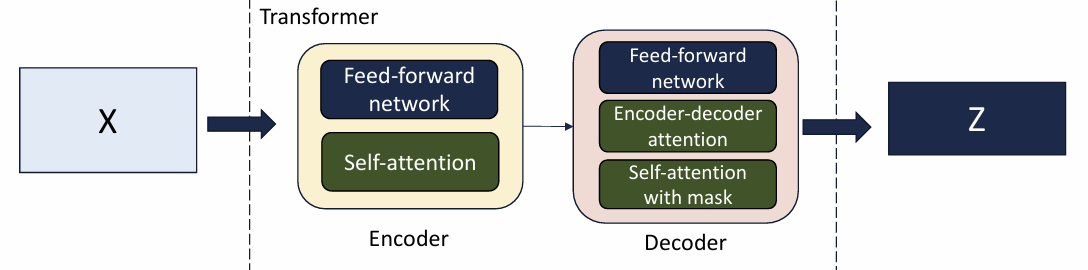 Transformer
X
Feed-forward
network
Self-attention
Encoder
Feed-forward
network
Encoder-decoder
attention
Self-attention
with mask
Decoder
Z